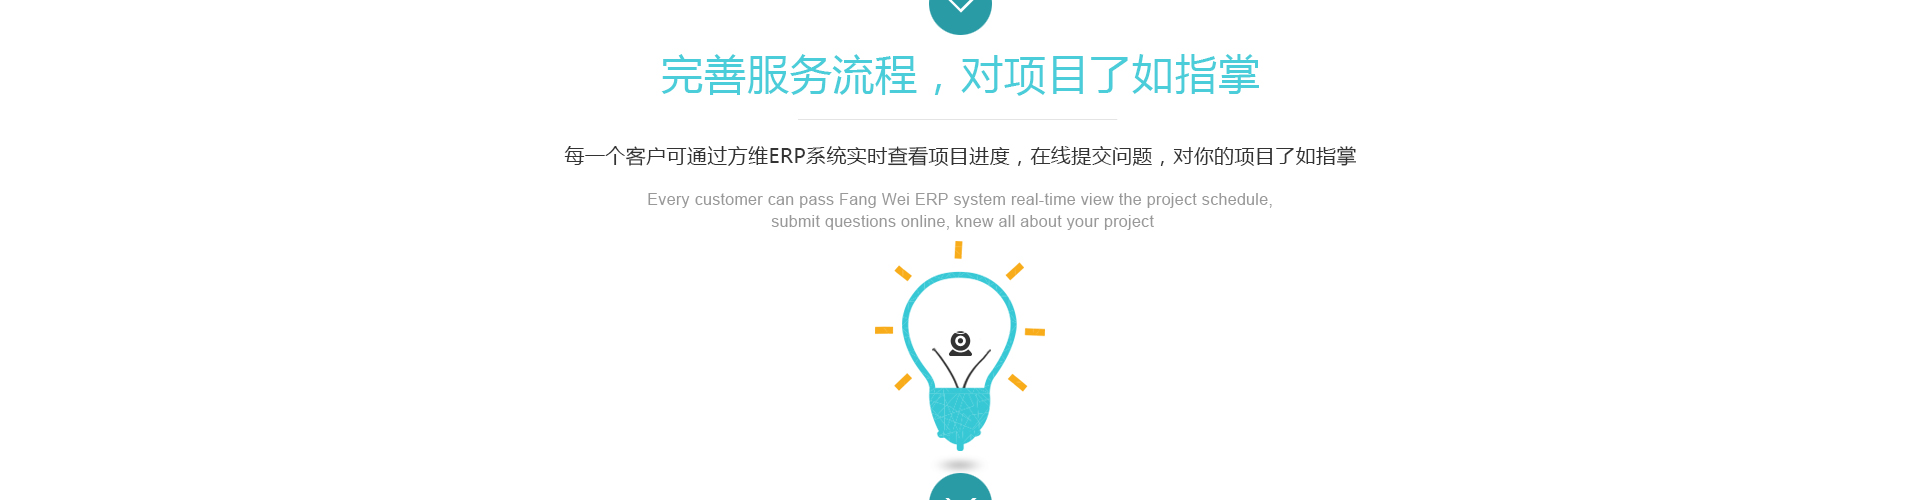 完善服务流程，对项目了如指掌
每一个客户可通过方维ERP系统实时查看项目进度，在线提交问题，对你的项目了如指掌
Every customer can pass Fang Wei ERP system real-time view the project schedule,
submit questions online, knew all about your project